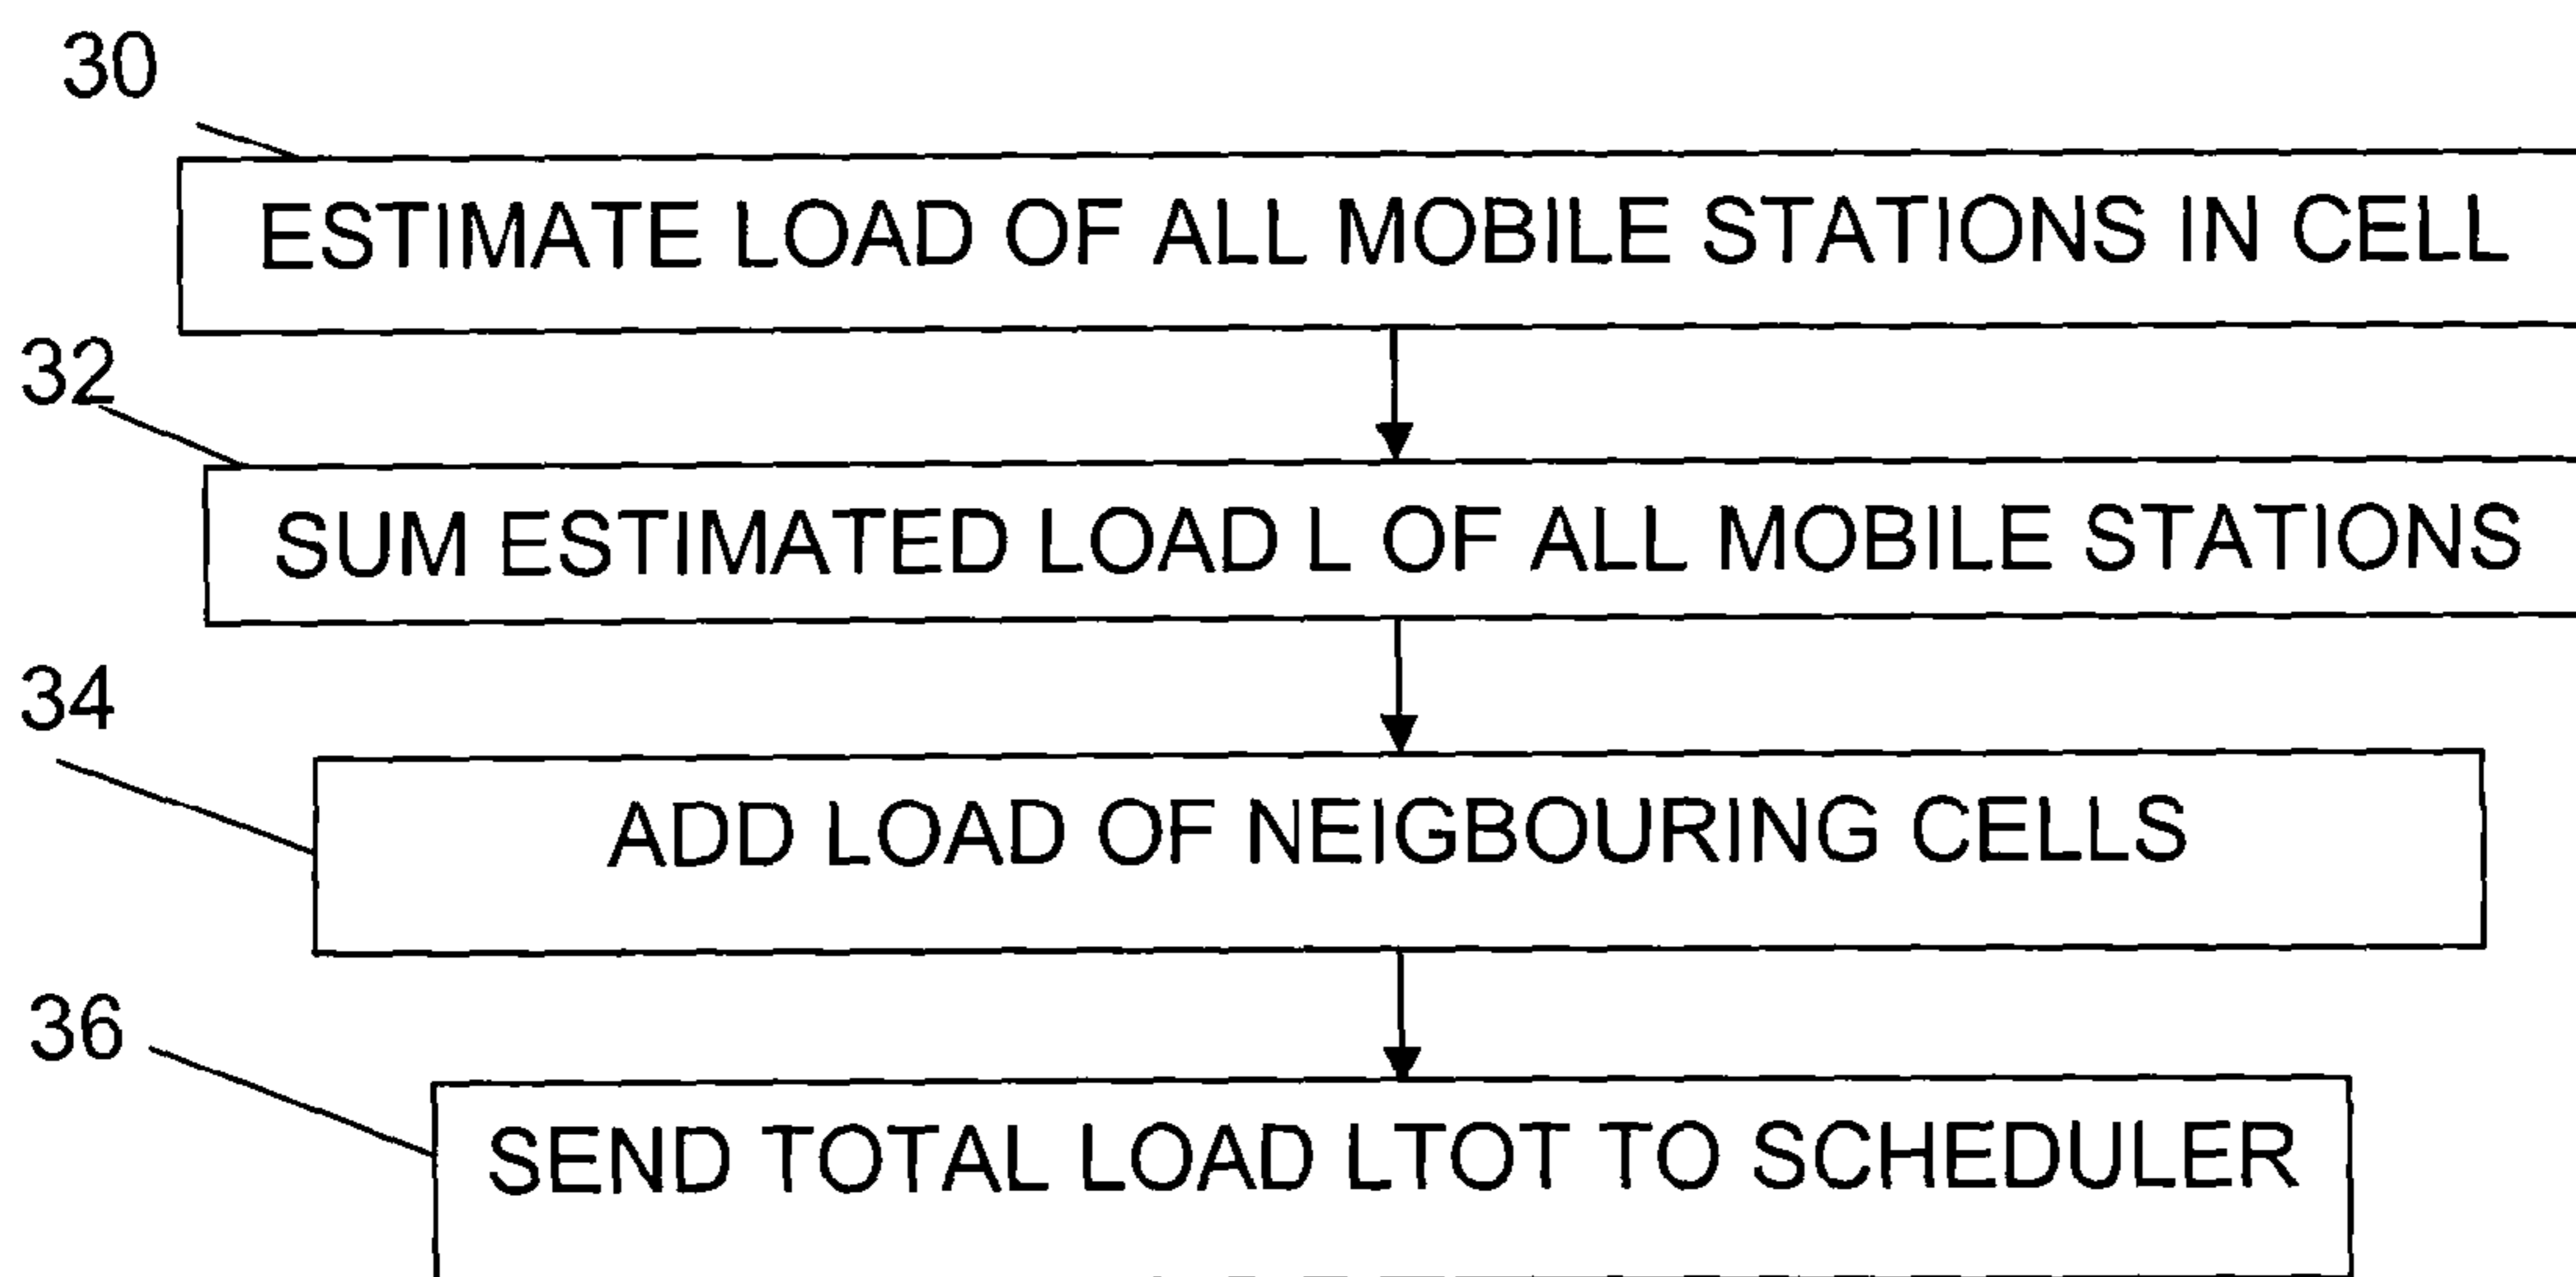 30
ESTIMATE LOAD OF ALL MOBILE STATIONS IN CELL
32
SUM ESTIMATED LOAD L OF ALL MOBILE STATIONS
34
ADD LOAD OF NEIGBOURING CELLS
36
SEND TOTAL LOAD LTOT TO SCHEDULER